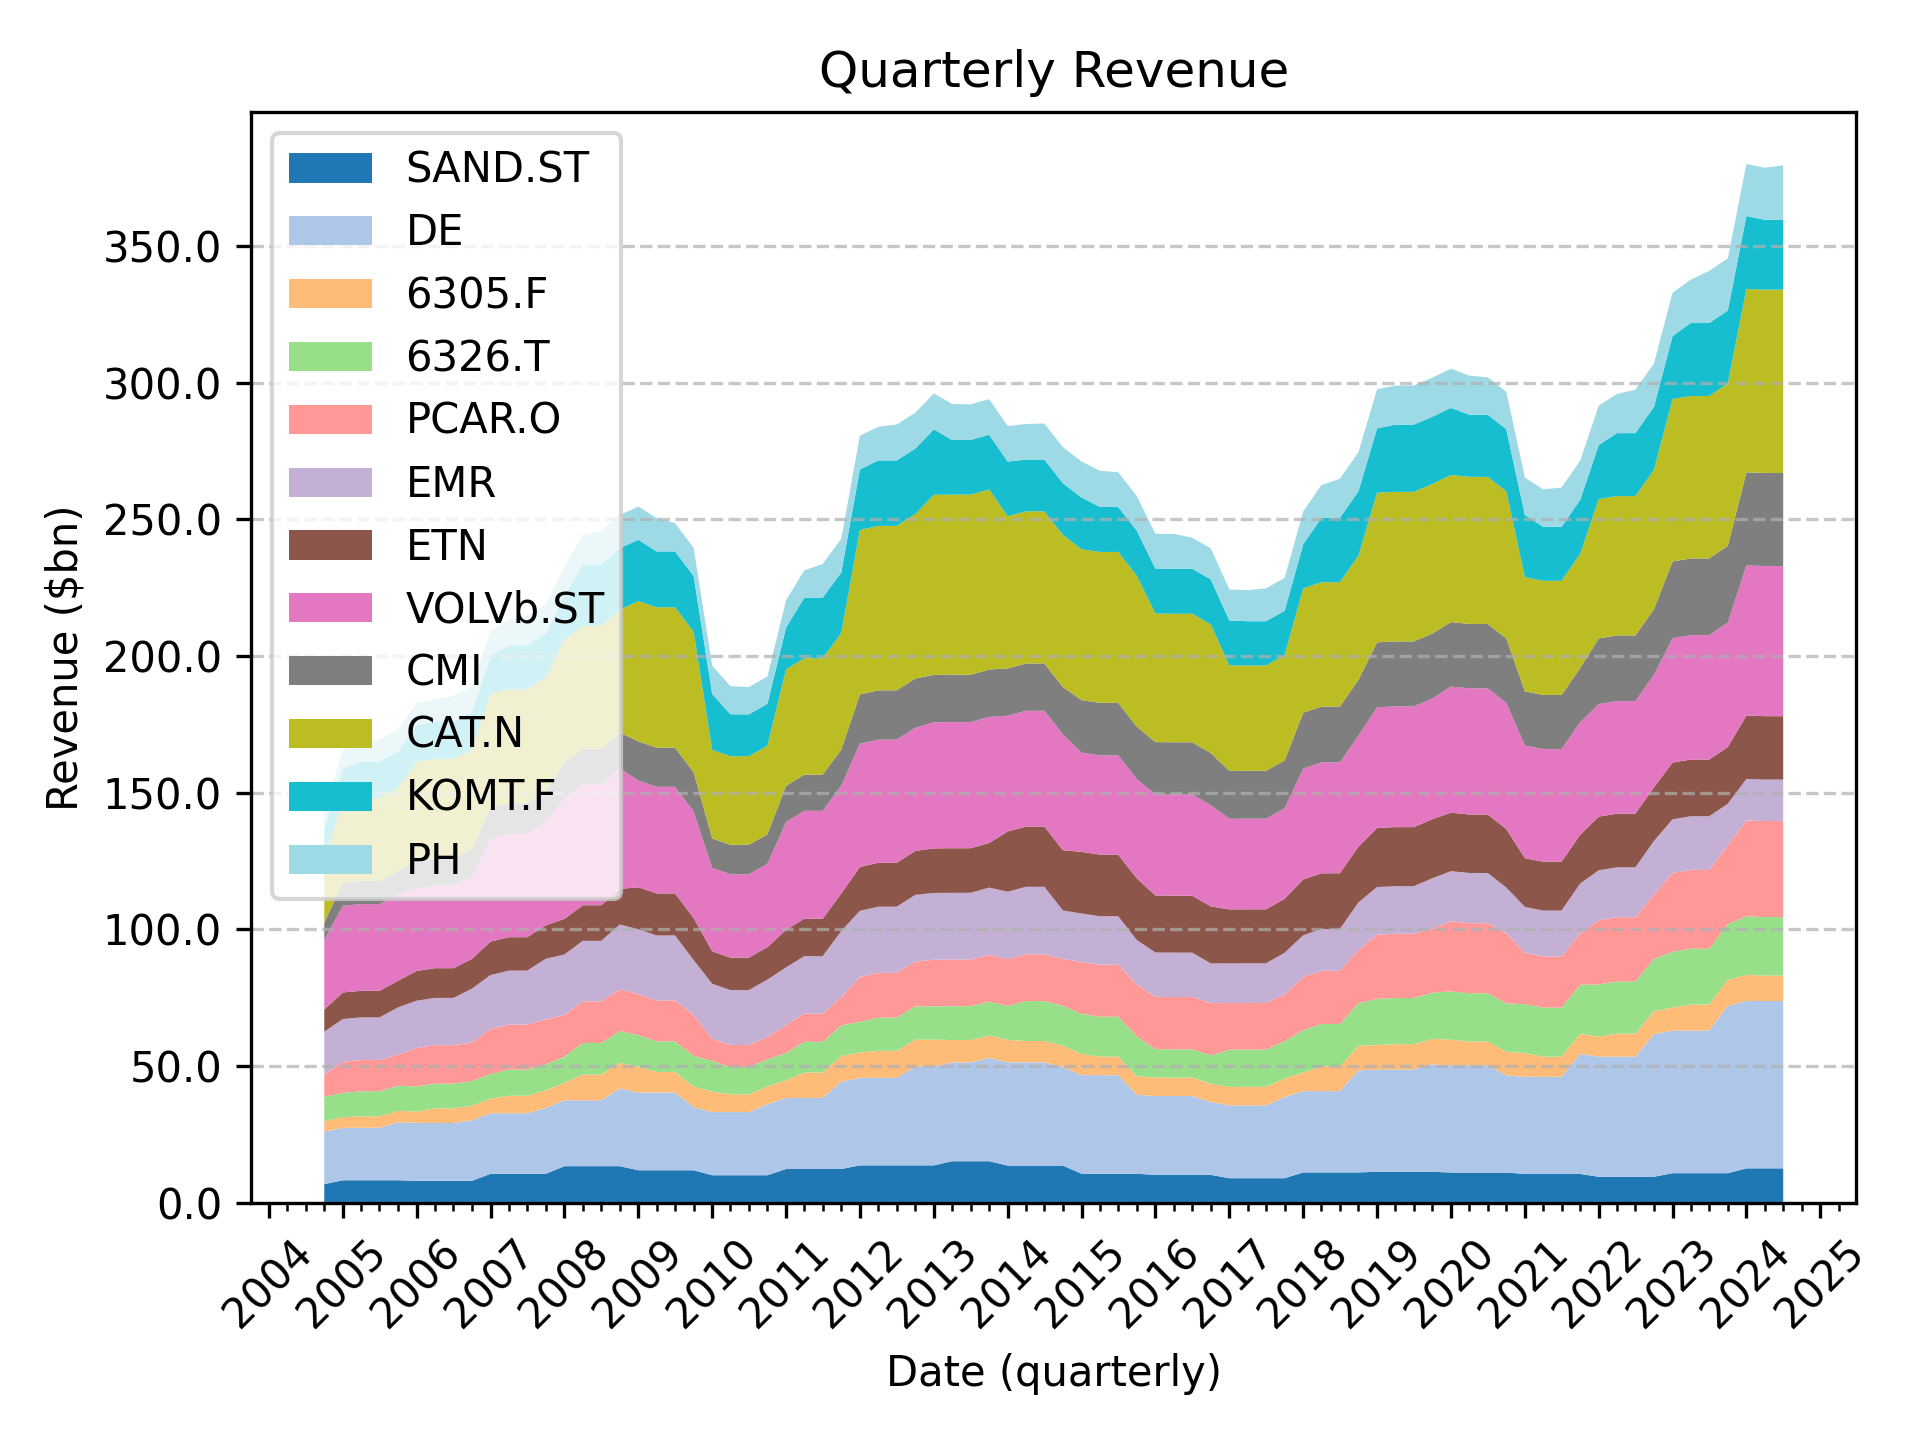 Quarterly Revenue
SAND.ST
DE
6305.F
6326.T
PCAR.O
EMR
ETN
VOLVb.ST
CMI
CAT.N
KOMT.F
PH
Revenue ($bn)
350.0
300.0
250.0
200.0
150.0
100.0
50.0
0.0
2004 2005 2006 2007 2008 2009 2010 2011 2012 2013 2014 2015 2016 2017 2018 2019 2020 2021 2022 2023 2024 2025
Date (quarterly)